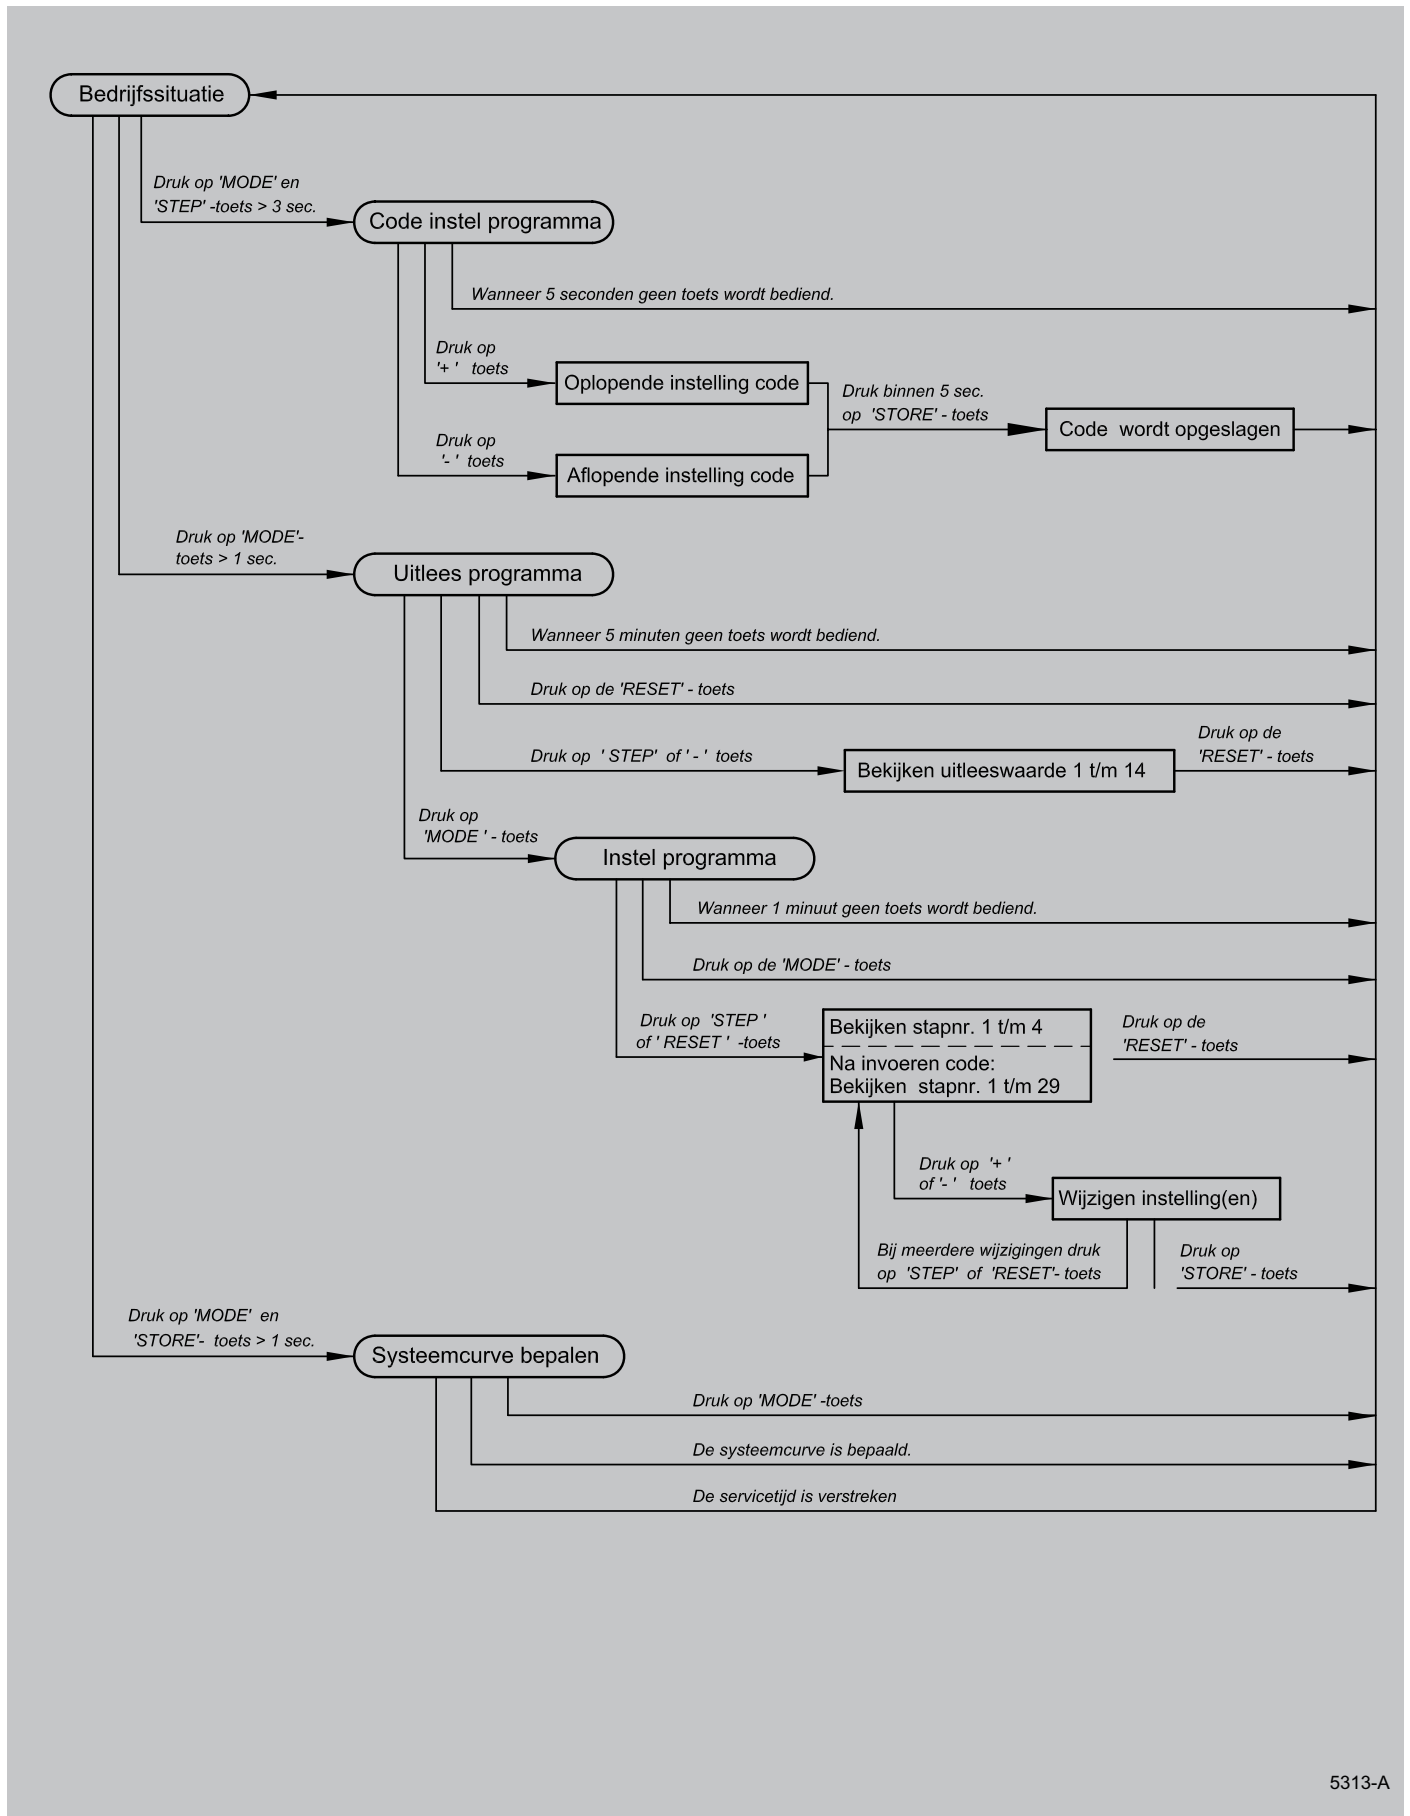 Bedrijfssituatie
Druk op 'MODE' en
'STEP' -toets > 3 sec.
Code instel programma
Wanneer 5 seconden geen toets wordt bediend.
Druk op
'+ ' toets
Oplopende instelling code
Druk binnen 5 sec.
op 'STORE' - toets
Code wordt opgeslagen
Druk op
'- ' toets
Aflopende instelling code
Druk op 'MODE'-
toets > 1 sec.
Uitlees programma
Wanneer 5 minuten geen toets wordt bediend.
Druk op de 'RESET' - toets
Druk op ' STEP' of ' - ' toets
Bekijken uitleeswaarde 1 t/m 14
Druk op de
'RESET' - toets
Druk op
'MODE ' - toets
Instel programma
Wanneer 1 minuut geen toets wordt bediend.
Druk op de 'MODE' - toets
Druk op 'STEP '
of ' RESET ' -toets
Bekijken stapnr. 1 t/m 4
Na invoeren code:
Bekijken stapnr. 1 t/m 29
Druk op de
'RESET' - toets
Druk op '+ '
of '- ' toets
Wijzigen instelling(en)
Bij meerdere wijzigingen druk
op 'STEP' of 'RESET'- toets
Druk op
'STORE' - toets
Druk op 'MODE' en
'STORE'- toets > 1 sec.
Systeemcurve bepalen
Druk op 'MODE' -toets
De systeemcurve is bepaald.
De servicetijd is verstreken
5313-A